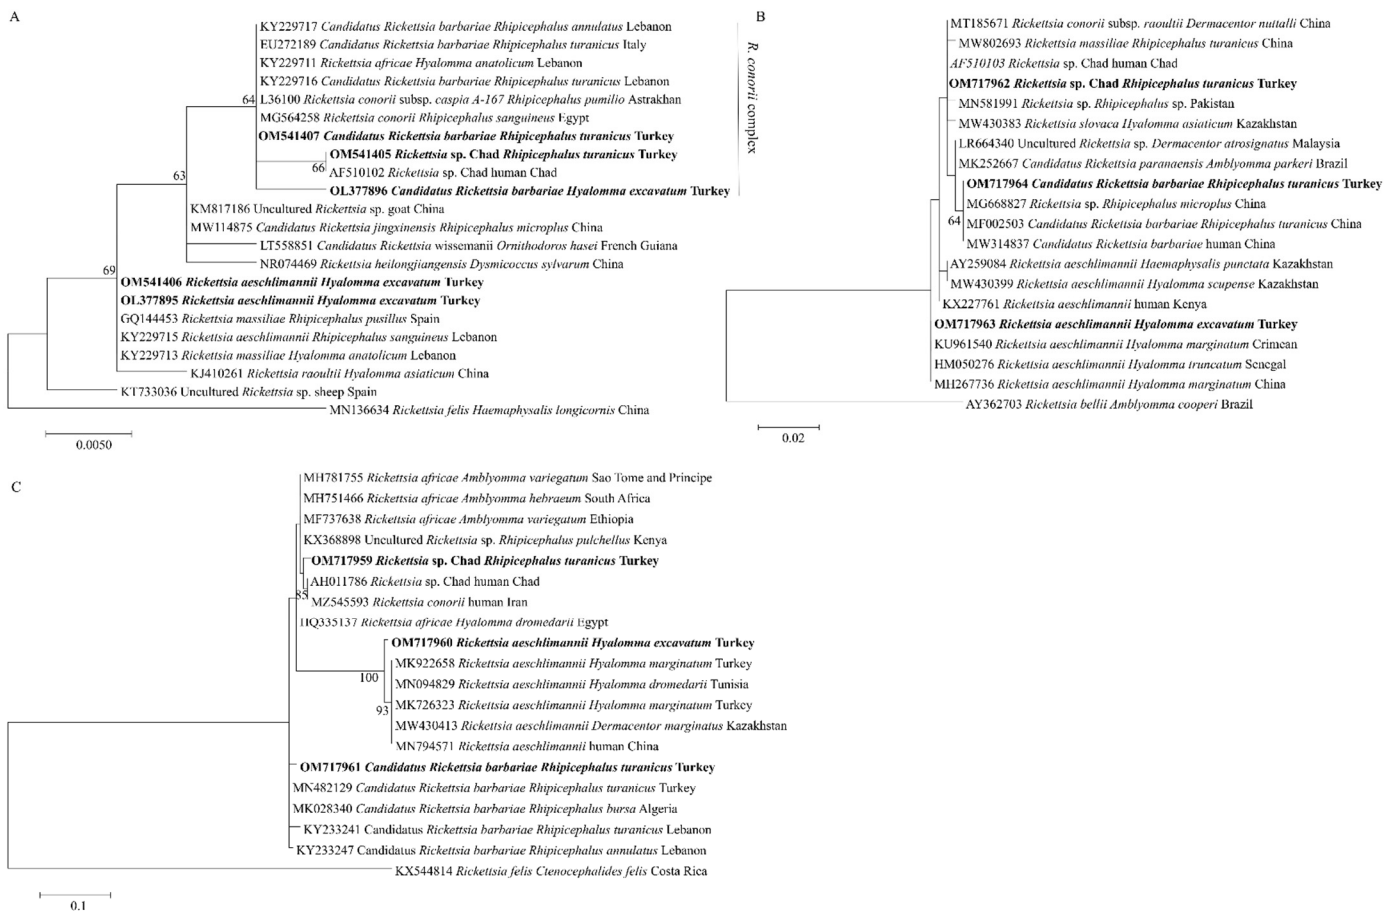 A
KY229717 Candidatus Rickettsia barbariae Rhipicephalus annulatus Lebanon
EU272189 Candidatus Rickettsia barbariae Rhipicephalus turanicus Italy
KY229711 Rickettsia africae Hyalomma anatolicum Lebanon
KY229716 Candidatus Rickettsia barbariae Rhipicephalus turanicus Lebanon
64
L36100 Rickettsia conorii subsp. caspia A-167 Rhipicephalus pumilio Astrakhan
MG564258 Rickettsia conorii Rhipicephalus sanguineus Egypt
OM541407 Candidatus Rickettsia barbariae Rhipicephalus turanicus Turkey
OM541405 Rickettsia sp. Chad Rhipicephalus turanicus Turkey
66
AF510102 Rickettsia sp. Chad human Chad
OL377896 Candidatus Rickettsia barbariae Hyalomma excavatum Turkey
R. conorii complex
63
KM817186 Uncultured Rickettsia sp. goat China
MW114875 Candidatus Rickettsia jingxinensis Rhipicephalus microplus China
LT558851 Candidatus Rickettsia wissemanii Ornithodoros hasei French Guiana
NR074469 Rickettsia heilongjiangensis Dysmicoccus sylvarum China
69
OM541406 Rickettsia aeschlimannii Hyalomma excavatum Turkey
OL377895 Rickettsia aeschlimannii Hyalomma excavatum Turkey
GQ144453 Rickettsia massiliae Rhipicephalus pusillus Spain
KY229715 Rickettsia aeschlimannii Rhipicephalus sanguineus Lebanon
KY229713 Rickettsia massiliae Hyalomma anatolicum Lebanon
KJ410261 Rickettsia raoultii Hyalomma asiaticum China
KT733036 Uncultured Rickettsia sp. sheep Spain
MN136634 Rickettsia felis Haemaphysalis longicornis China
0.0050
B
MT185671 Rickettsia conorii subsp. raoultii Dermacentor nuttalli China
MW802693 Rickettsia massiliae Rhipicephalus turanicus China
AF510103 Rickettsia sp. Chad human Chad
OM717962 Rickettsia sp. Chad Rhipicephalus turanicus Turkey
MN581991 Rickettsia sp. Rhipicephalus sp. Pakistan
MW430383 Rickettsia slovaca Hyalomma asiaticum Kazakhstan
LR664340 Uncultured Rickettsia sp. Dermacentor atrosignatus Malaysia
MK252667 Candidatus Rickettsia paranaensis Amblyomma parkeri Brazil
OM717964 Candidatus Rickettsia barbariae Rhipicephalus turanicus Turkey
MG668827 Rickettsia sp. Rhipicephalus microplus China
64
MF002503 Candidatus Rickettsia barbariae Rhipicephalus turanicus China
MW314837 Candidatus Rickettsia barbariae human China
AY259084 Rickettsia aeschlimannii Haemaphysalis punctata Kazakhstan
MW430399 Rickettsia aeschlimannii Hyalomma scupense Kazakhstan
KX227761 Rickettsia aeschlimannii human Kenya
OM717963 Rickettsia aeschlimannii Hyalomma excavatum Turkey
KU961540 Rickettsia aeschlimannii Hyalomma marginatum Crimean
HM050276 Rickettsia aeschlimannii Hyalomma truncatum Senegal
MH267736 Rickettsia aeschlimannii Hyalomma marginatum China
AY362703 Rickettsia bellii Amblyomma cooperi Brazil
0.02
C
MH781755 Rickettsia africae Amblyomma variegatum Sao Tome and Principe
MH751466 Rickettsia africae Amblyomma hebraeum South Africa
MF737638 Rickettsia africae Amblyomma variegatum Ethiopia
KX368898 Uncultured Rickettsia sp. Rhipicephalus pulchellus Kenya
OM717959 Rickettsia sp. Chad Rhipicephalus turanicus Turkey
AH011786 Rickettsia sp. Chad human Chad
85
MZ545593 Rickettsia conorii human Iran
HQ335137 Rickettsia africae Hyalomma dromedarii Egypt
OM717960 Rickettsia aeschlimannii Hyalomma excavatum Turkey
MK922658 Rickettsia aeschlimannii Hyalomma marginatum Turkey
100
MN094829 Rickettsia aeschlimannii Hyalomma dromedarii Tunisia
MK726323 Rickettsia aeschlimannii Hyalomma marginatum Turkey
93
MW430413 Rickettsia aeschlimannii Dermacentor marginatus Kazakhstan
MN794571 Rickettsia aeschlimannii human China
OM717961 Candidatus Rickettsia barbariae Rhipicephalus turanicus Turkey
MN482129 Candidatus Rickettsia barbariae Rhipicephalus turanicus Turkey
MK028340 Candidatus Rickettsia barbariae Rhipicephalus bursa Algeria
KY233241 Candidatus Rickettsia barbariae Rhipicephalus turanicus Lebanon
KY233247 Candidatus Rickettsia barbariae Rhipicephalus annulatus Lebanon
KX544814 Rickettsia felis Ctenocephalides felis Costa Rica
0.1